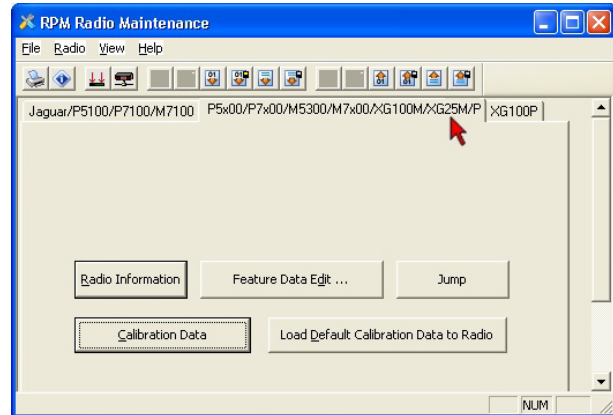 RPM Radio Maintenance
File Radio View Help
Jaguar/P5100/P7100/M7100 P5x00/P7x00/M5300/M7x00/XG100M/XG25M/P XG100P
Radio Information Feature Data Edit ... Jump
Calibration Data Load Default Calibration Data to Radio
NUM